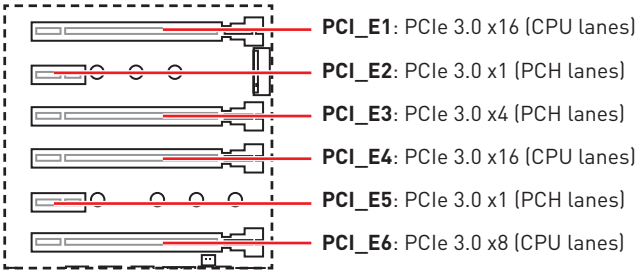 PCI_E1: PCIe 3.0 x16 (CPU lanes)
PCI_E2: PCIe 3.0 x1 (PCH lanes)
PCI_E3: PCIe 3.0 x4 (PCH lanes)
PCI_E4: PCIe 3.0 x16 (CPU lanes)
PCI_E5: PCIe 3.0 x1 (PCH lanes)
PCI_E6: PCIe 3.0 x8 (CPU lanes)